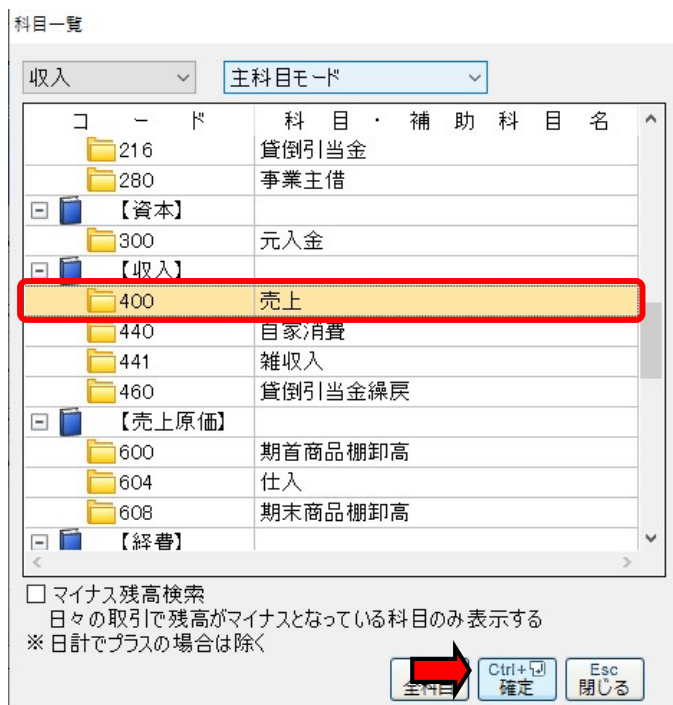 科目一覧
収入 主科目モード
コード 科目・補助科目名
216 貸倒引当金
280 事業主借
【資本】
300 元入金
【収入】
400 売上
440 自家消費
441 雑収入
460 貸倒引当金繰戻
【売上原価】
600 期首商品棚卸高
604 仕入
608 期末商品棚卸高
【経費】
マイナス残高検索
日々の取引で残高がマイナスとなっている科目のみ表示する
※日計でプラスの場合は除く
全科目 Ctrl+ 確定 Esc 閉じる